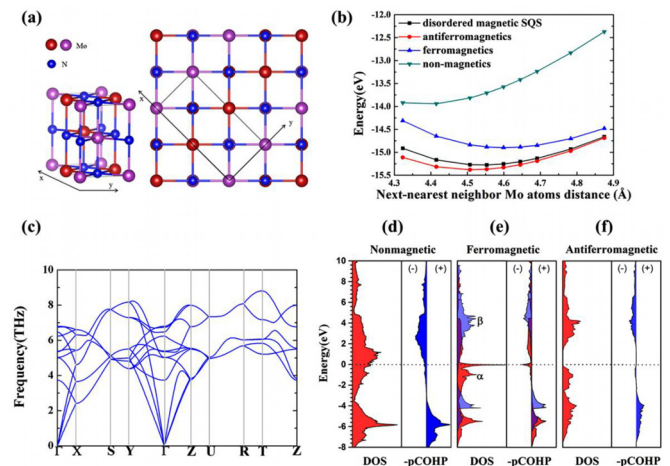 (a)
Mo
N
x
y
x
y
(b)
Energy(eV)
-12.0
-12.5
-13.0
-13.5
-14.0
-14.5
-15.0
-15.5
disordered magnetic SQS
antiferromagnetics
ferromagnetics
non-magnetics
4.3 4.4 4.5 4.6 4.7 4.8 4.9
Next-nearest neighbor Mo atoms distance (Å)
(c)
Frequency(THz)
10
8
6
4
2
0
Γ X S Y Γ Z U R T Z
(d) (e) (f)
Nonmagnetic Ferromagnetic Antiferromagnetic
Energy(eV)
10
8
6
4
2
0
-2
-4
-6
-8
(-) (+) (-) (+) (-) (+)
β
α
DOS -pCOHP DOS -pCOHP DOS -pCOHP